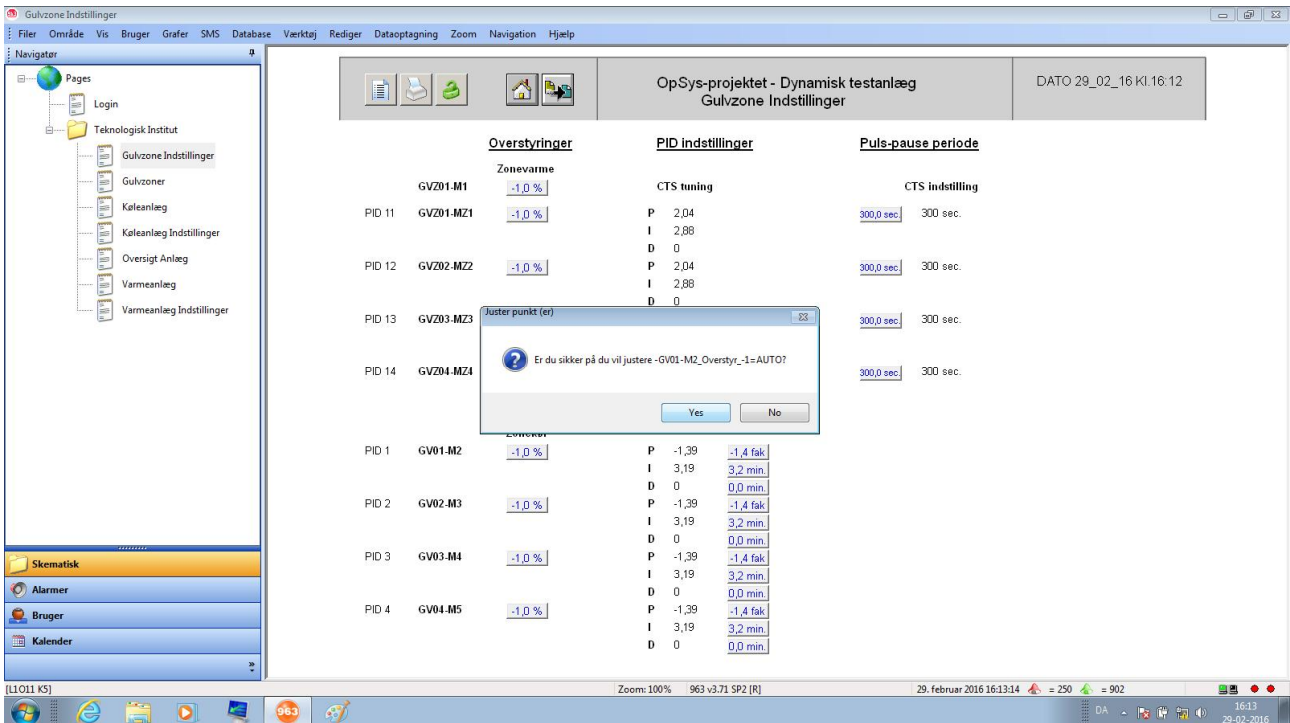 Gulvzone Indstillinger
Filer Område Vis Bruger Grafer SMS Database Værktøj Rediger Dataoptagning Zoom Navigation Hjælp
Navigatør
Pages
Login
Teknologisk Institut
Gulvzone Indstillinger
Gulvzoner
Køleanlæg
Køleanlæg Indstillinger
Oversigt Anlæg
Varmeanlæg
Varmeanlæg Indstillinger
Skematisk
Alarmer
Bruger
Kalender
OpSys-projektet - Dynamisk testanlæg
Gulvzone Indstillinger
DATO 29_02_16 Kl.16:12
Overstyringer PID indstillinger Puls-pause periode
Zonevarme
GVZ01-M1 -1,0 % CTS tuning CTS indstilling
PID 11 GVZ01-MZ1 -1,0 % P 2,04 300,0 sec. 300 sec.
I 2,88
D 0
PID 12 GVZ02-MZ2 -1,0 % P 2,04 300,0 sec. 300 sec.
I 2,88
D 0
PID 13 GVZ03-MZ3 300,0 sec. 300 sec.
Juster punkt (er)
Er du sikker på du vil justere -GV01-M2_Overstyr_-1=AUTO?
Yes No
PID 14 GVZ04-MZ4 300,0 sec. 300 sec.
PID 1 GV01-M2 -1,0 % P -1,39 -1,4 fak
I 3,19 3,2 min.
D 0 0,0 min.
PID 2 GV02-M3 -1,0 % P -1,39 -1,4 fak
I 3,19 3,2 min.
D 0 0,0 min.
PID 3 GV03-M4 -1,0 % P -1,39 -1,4 fak
I 3,19 3,2 min.
D 0 0,0 min.
PID 4 GV04-M5 -1,0 % P -1,39 -1,4 fak
I 3,19 3,2 min.
D 0 0,0 min.
[L1O11 K5] Zoom: 100% 963 v3.71 SP2 [R] 29. februar 2016 16:13:14 = 250 = 902
963 DA 16:13
29-02-2016